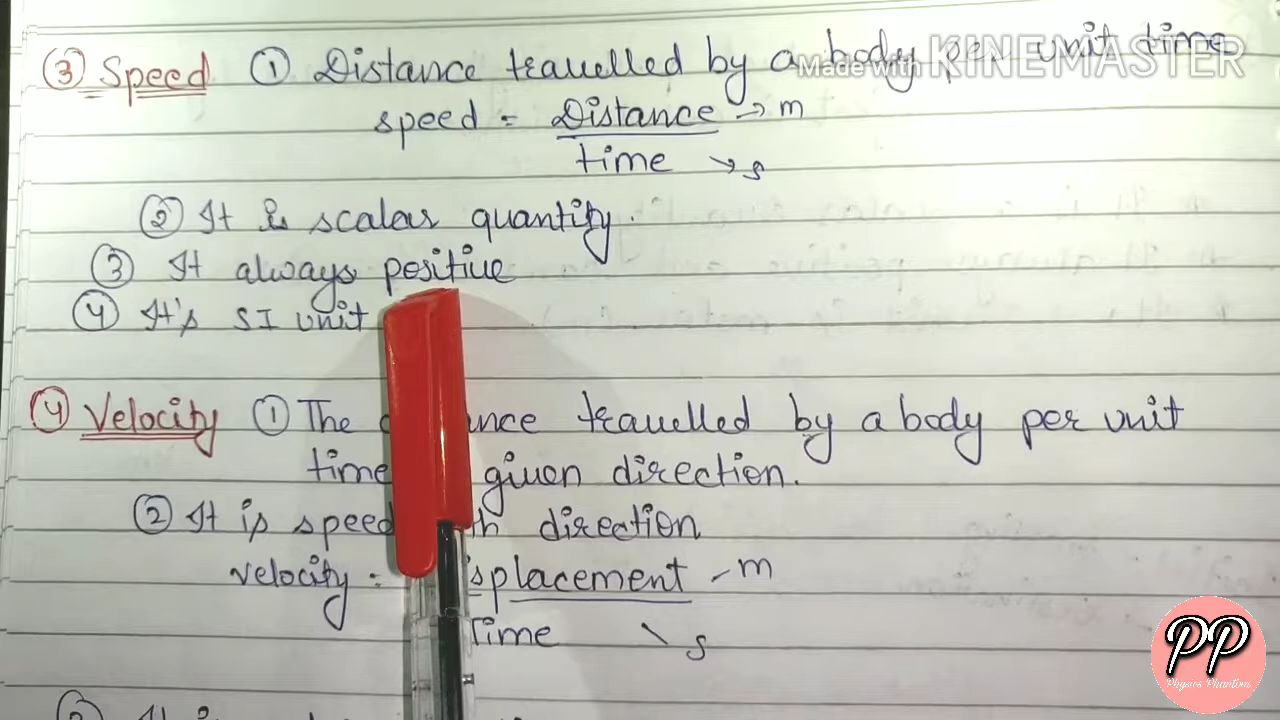 ③ Speed ① Distance travelled by a body per unit time
Made with KINEMASTER
speed = Distance → m
time → s
② It is scalar quantity.
③ It always positive
④ It's SI unit
④ Velocity ① The travelled by a body per unit
time given direction.
② It is speed direction
velocity = - m
Time \ s
PP
Physics Phantom